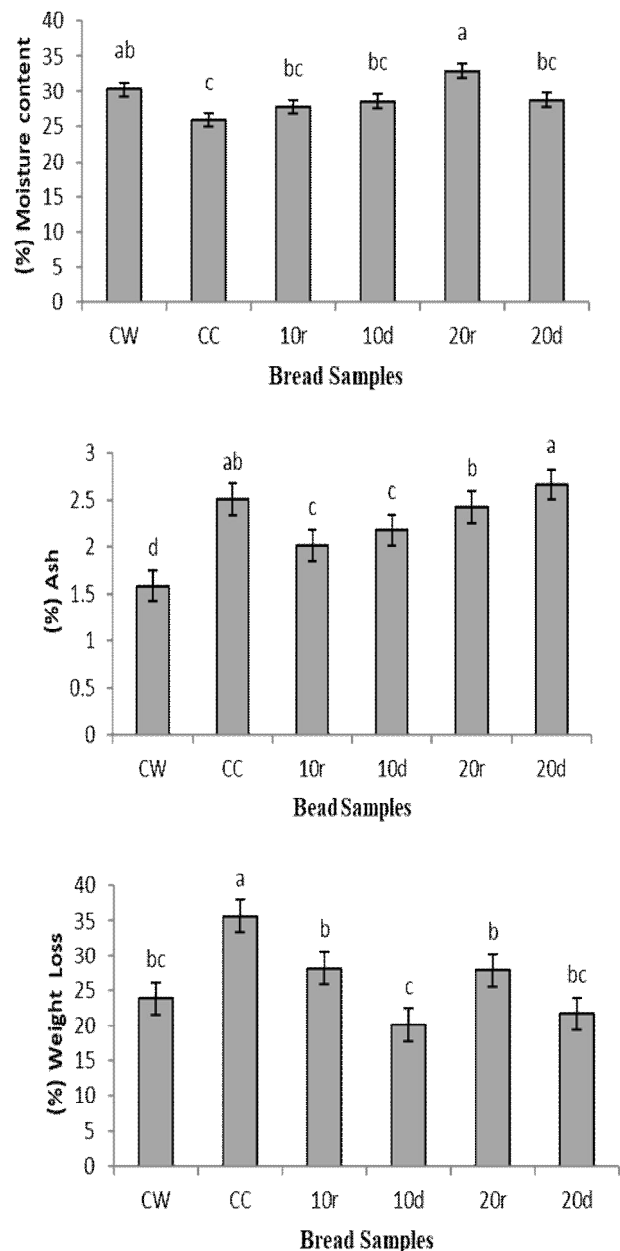 (%) Moisture content
40
35
30
25
20
15
10
5
0
ab
c
bc
bc
a
bc
CW CC 10r 10d 20r 20d
Bread Samples
(%) Ash
3
2.5
2
1.5
1
0.5
0
d
ab
c
c
b
a
CW CC 10r 10d 20r 20d
Bead Samples
(%) Weight Loss
40
35
30
25
20
15
10
5
0
bc
a
b
c
b
bc
CW CC 10r 10d 20r 20d
Bread Samples